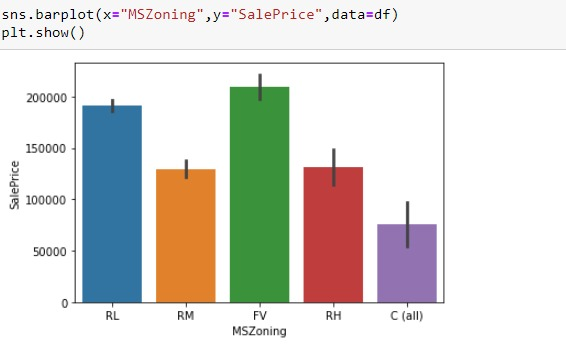 sns.barplot(x="MSZoning",y="SalePrice",data=df)
plt.show()
200000
150000
100000
50000
0
SalePrice
RL RM FV RH C (all)
MSZoning